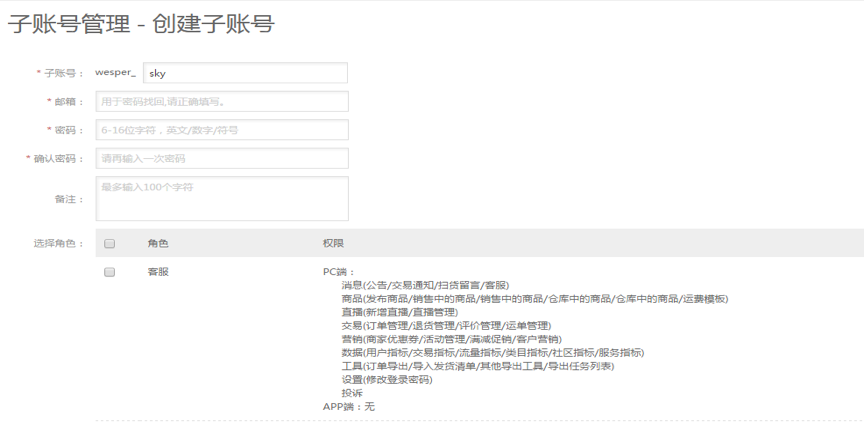 子账号管理 - 创建子账号
* 子账号： wesper_ sky
* 邮箱： 用于密码找回,请正确填写。
* 密码： 6-16位字符，英文/数字/符号
* 确认密码： 请再输入一次密码
备注： 最多输入100个字符
选择角色： 角色 权限
客服 PC端：
消息(公告/交易通知/扫货留言/客服)
商品(发布商品/销售中的商品/销售中的商品/仓库中的商品/仓库中的商品/运费模板)
直播(新增直播/直播管理)
交易(订单管理/退货管理/评价管理/运单管理)
营销(商家优惠券/活动管理/满减促销/客户营销)
数据(用户指标/交易指标/流量指标/类目指标/社区指标/服务指标)
工具(订单导出/导入发货清单/其他导出工具/导出任务列表)
设置(修改登录密码)
投诉
APP端：无